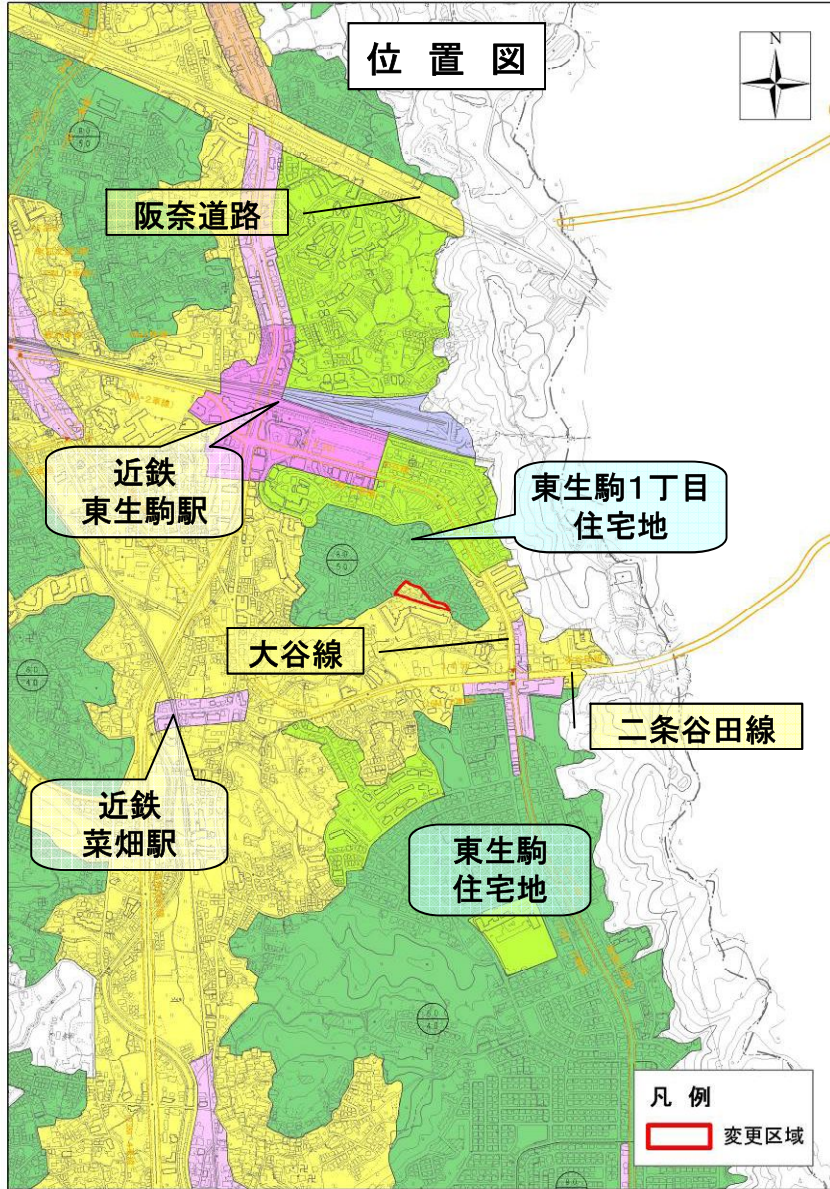 位置図
N
阪奈道路
近鉄
東生駒駅
東生駒1丁目
住宅地
大谷線
二条谷田線
近鉄
菜畑駅
東生駒
住宅地
凡例
変更区域